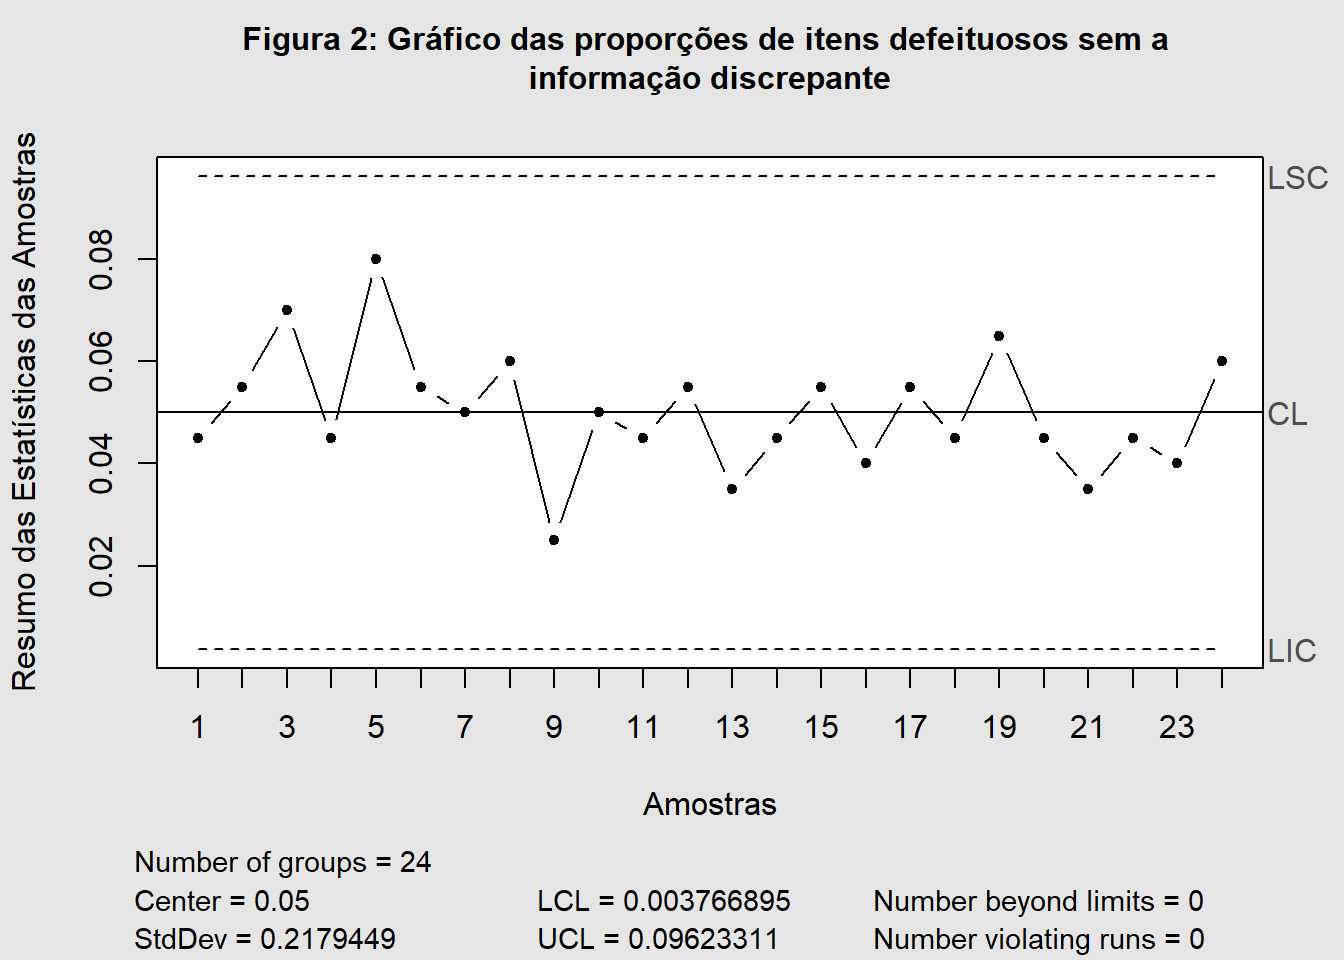 Figura 2: Gráfico das proporções de itens defeituosos sem a
informação discrepante
Resumo das Estatísticas das Amostras
0.08
0.06
0.04
0.02
LSC
CL
LIC
1 3 5 7 9 11 13 15 17 19 21 23
Amostras
Number of groups = 24
Center = 0.05 LCL = 0.003766895 Number beyond limits = 0
StdDev = 0.2179449 UCL = 0.09623311 Number violating runs = 0